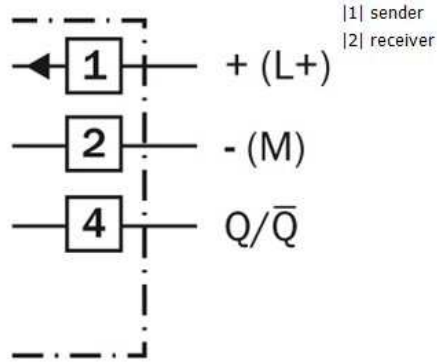 |1| sender
|2| receiver
1 + (L+)
2 - (M)
4 Q/Q̅